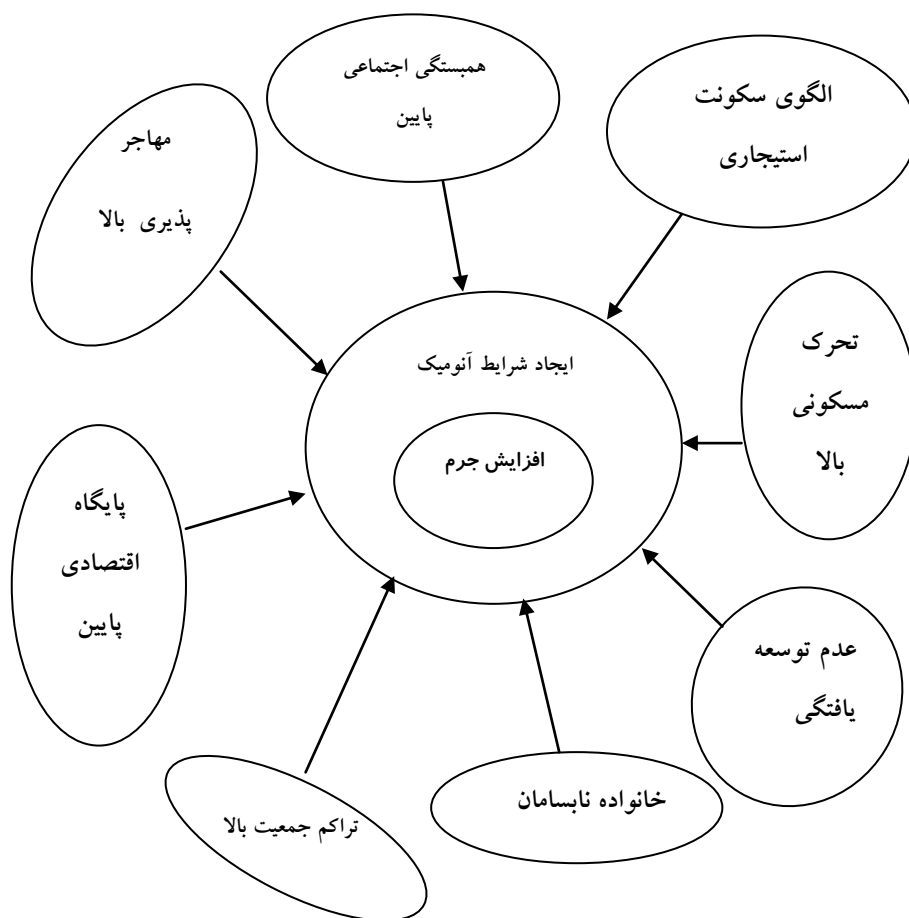 همبستگی اجتماعی
پایین
الگوی سکونت
استیجاری
مهاجر
پذیری بالا
تحرک
مسکونی
بالا
ایجاد شرایط آنومیک
افزایش جرم
پایگاه
اقتصادی
پایین
عدم توسعه
یافتگی
خانواده نابسامان
تراکم جمعیت بالا